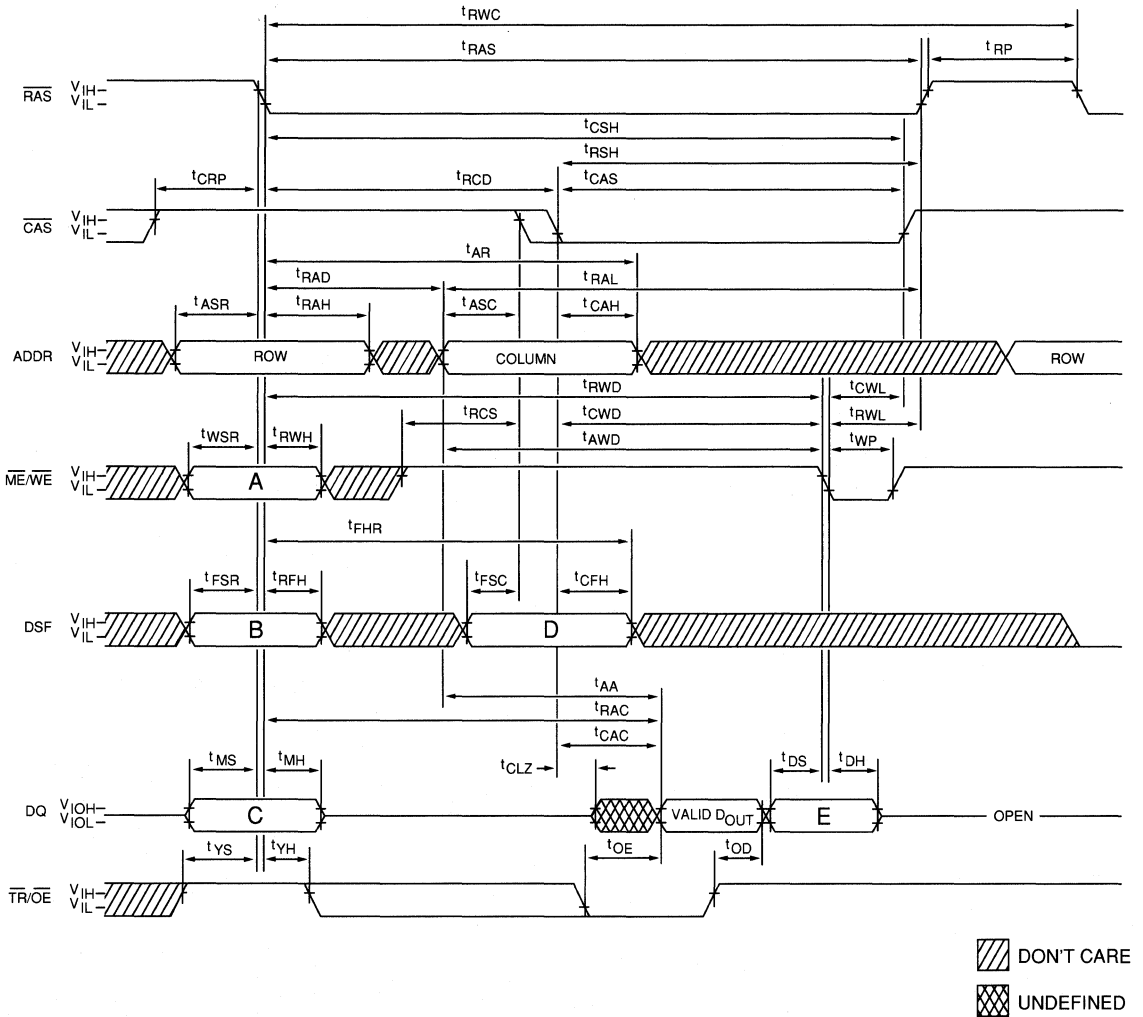 tRWC
tRAS
tRP
RAS VIH VIL
tCSH
tRSH
tCRP
tRCD
tCAS
CAS VIH VIL
tAR
tRAD
tRAL
tASR
tRAH
tASC
tCAH
ADDR VIH VIL ROW COLUMN ROW
tRWD
tCWL
tRCS
tCWD
tRWL
tWSR
tRWH
tAWD
tWP
ME/WE VIH VIL A
tFHR
tFSR
tRFH
tFSC
tCFH
DSF VIH VIL B D
tAA
tRAC
tCAC
tMS
tMH
tCLZ
tDS
tDH
DQ VIOH VIOL C VALID DOUT E OPEN
tYS
tYH
tOE
tOD
TR/OE VIH VIL
DON'T CARE
UNDEFINED